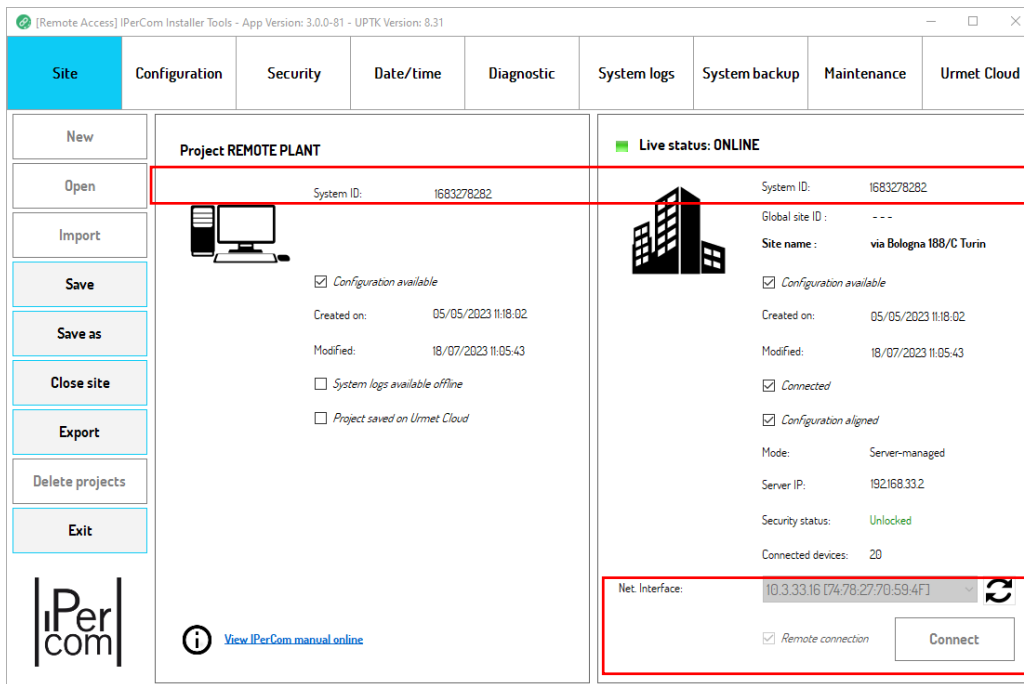 [Remote Access] IPerCom Installer Tools - App Version: 3.0.0-81 - UPTK Version: 8.31
Site Configuration Security Date/time Diagnostic System logs System backup Maintenance Urmet Cloud
New
Open
Import
Save
Save as
Close site
Export
Delete projects
Exit
IPer
com
Project REMOTE PLANT
System ID: 1683278282
Configuration available
Created on: 05/05/2023 11:18:02
Modified: 18/07/2023 11:05:43
System logs available offline
Project saved on Urmet Cloud
View IPerCom manual online
Live status: ONLINE
System ID: 1683278282
Global site ID : - - -
Site name : via Bologna 188/C Turin
Configuration available
Created on: 05/05/2023 11:18:02
Modified: 18/07/2023 11:05:43
Connected
Configuration aligned
Mode: Server-managed
Server IP: 192.168.33.2
Security status: Unlocked
Connected devices: 20
Net. Interface: 10.3.33.16 [74:78:27:70:59:4F]
Remote connection
Connect